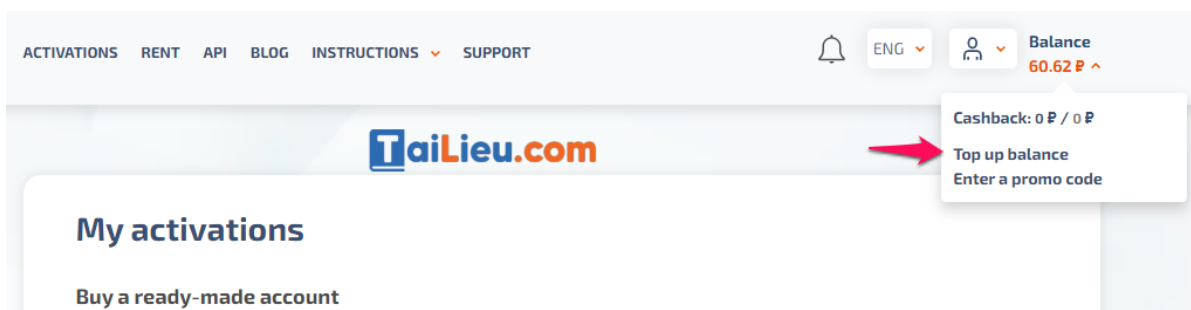 ACTIVATIONS RENT API BLOG INSTRUCTIONS SUPPORT ENG Balance
60.62 ₽
Cashback: 0 ₽ / 0 ₽
TaiLieu.com
Top up balance
Enter a promo code
My activations
Buy a ready-made account